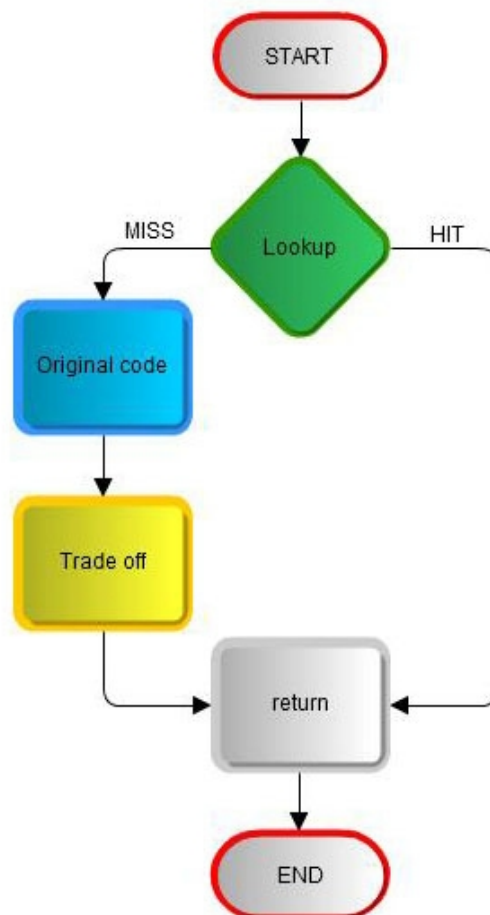 START
Lookup
MISS
HIT
Original code
Trade off
return
END